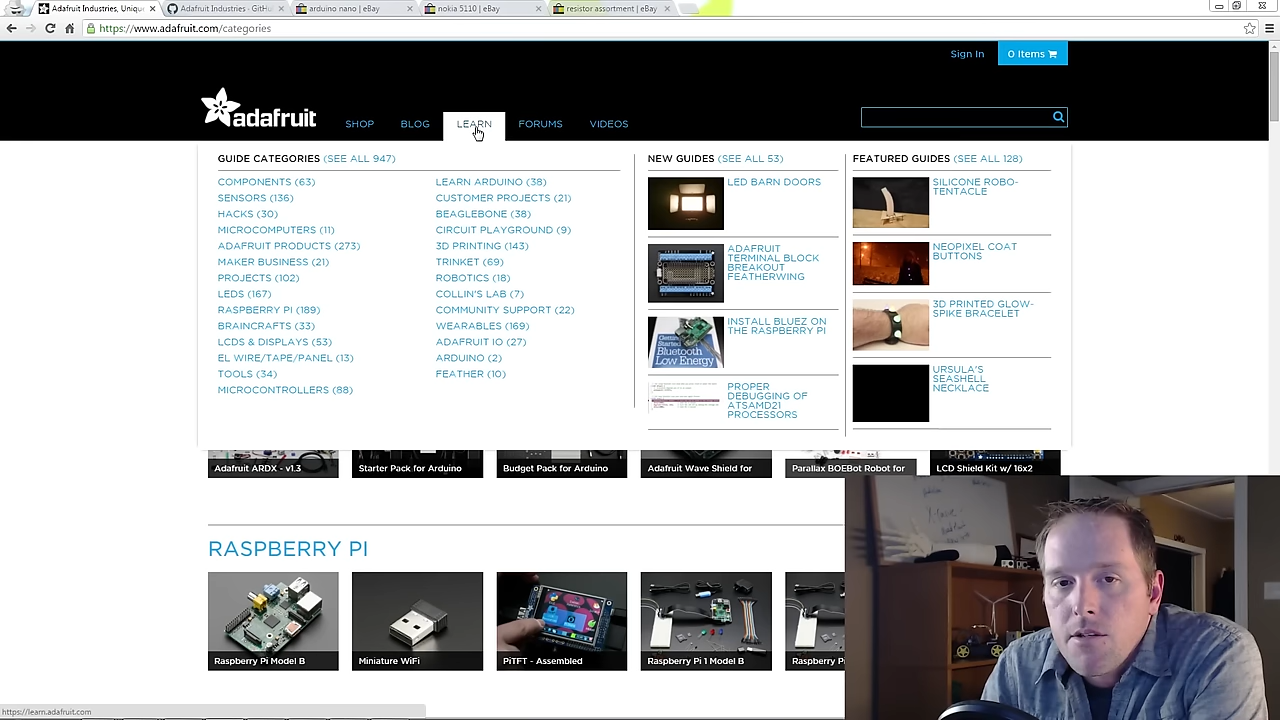 Adafruit Industries, Uniqu
Adafruit Industries - GitHu
arduino nano | eBay
nokia 5110 | eBay
resistor assortment | eBay
https://www.adafruit.com/categories
Sign In
0 Items
adafruit
SHOP
BLOG
LEARN
FORUMS
VIDEOS
GUIDE CATEGORIES (SEE ALL 947)
COMPONENTS (63)
SENSORS (136)
HACKS (30)
MICROCOMPUTERS (11)
ADAFRUIT PRODUCTS (273)
MAKER BUSINESS (21)
PROJECTS (102)
LEDS (167)
RASPBERRY PI (189)
BRAINCRAFTS (33)
LCDS & DISPLAYS (53)
EL WIRE/TAPE/PANEL (13)
TOOLS (34)
MICROCONTROLLERS (88)
LEARN ARDUINO (38)
CUSTOMER PROJECTS (21)
BEAGLEBONE (38)
CIRCUIT PLAYGROUND (9)
3D PRINTING (143)
TRINKET (69)
ROBOTICS (18)
COLLIN'S LAB (7)
COMMUNITY SUPPORT (22)
WEARABLES (169)
ADAFRUIT IO (27)
ARDUINO (2)
FEATHER (10)
NEW GUIDES (SEE ALL 53)
LED BARN DOORS
ADAFRUIT
TERMINAL BLOCK
BREAKOUT
FEATHERWING
Getting
Started
Bluetooth
Low Energy
INSTALL BLUEZ ON
THE RASPBERRY PI
PROPER
DEBUGGING OF
ATSAMD21
PROCESSORS
FEATURED GUIDES (SEE ALL 128)
SILICONE ROBO-
TENTACLE
NEOPIXEL COAT
BUTTONS
3D PRINTED GLOW-
SPIKE BRACELET
URSULA'S
SEASHELL
NECKLACE
Adafruit ARDX - v1.3
Starter Pack for Arduino
Budget Pack for Arduino
Adafruit Wave Shield for
Parallax BOEBot Robot for
LCD Shield Kit w/ 16x2
RASPBERRY PI
Raspberry Pi Model B
Miniature WiFi
PiTFT - Assembled
Raspberry Pi 1 Model B
Raspberry P
https://learn.adafruit.com